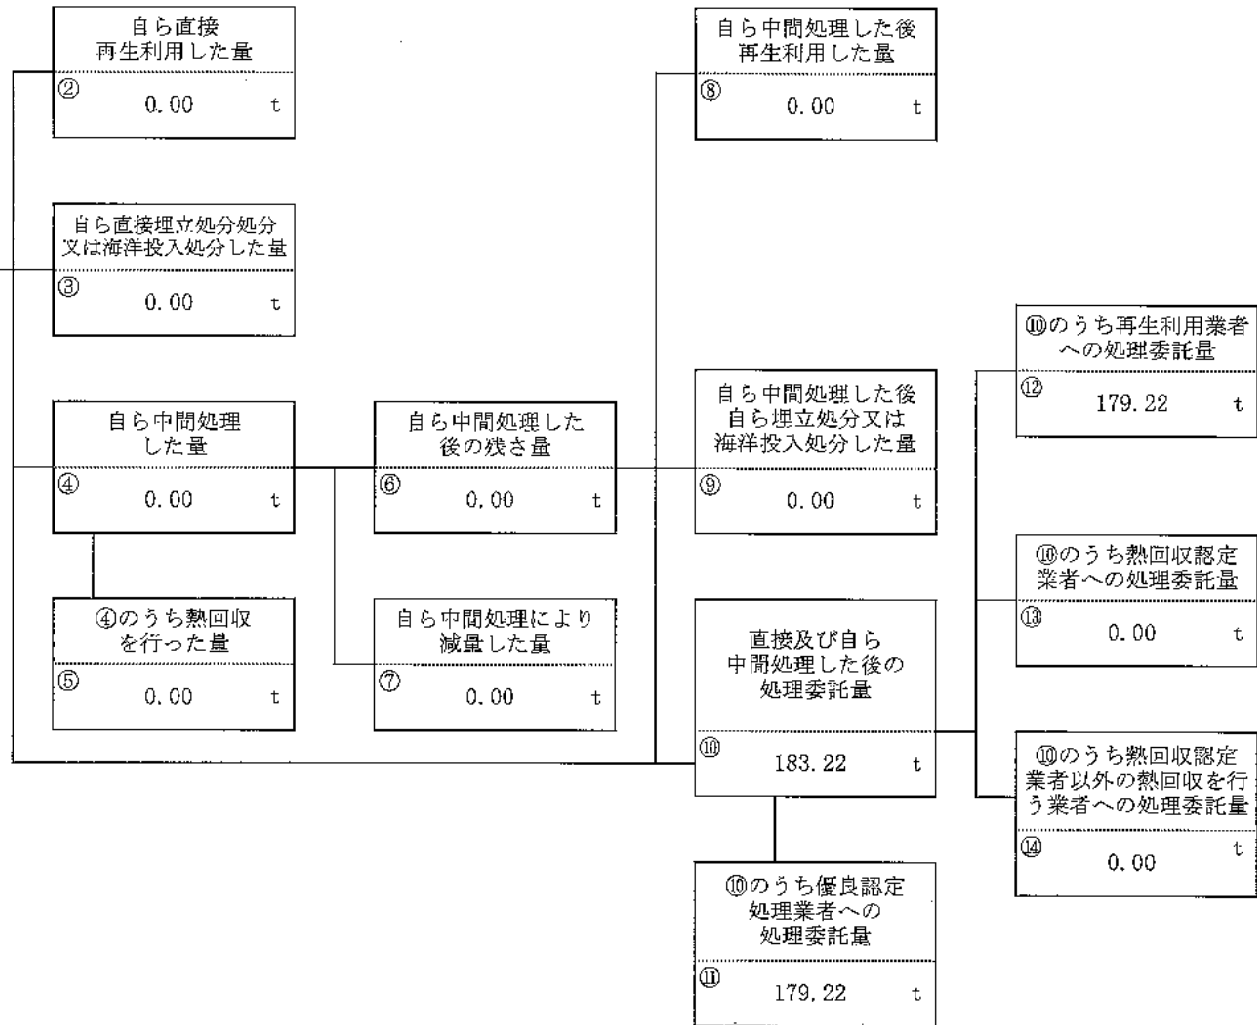 自ら直接
再生利用した量
② 0.00 t
自ら中間処理した後
再生利用した量
⑧ 0.00 t
自ら直接埋立処分処分
又は海洋投入処分した量
③ 0.00 t
⑩のうち再生利用業者
への処理委託量
⑫ 179.22 t
自ら中間処理
した量
④ 0.00 t
自ら中間処理した
後の残さ量
⑥ 0.00 t
自ら中間処理した後
自ら埋立処分又は
海洋投入処分した量
⑨ 0.00 t
⑩のうち熱回収認定
業者への処理委託量
⑬ 0.00 t
④のうち熱回収
を行った量
⑤ 0.00 t
自ら中間処理により
減量した量
⑦ 0.00 t
直接及び自ら
中間処理した後の
処理委託量
⑩ 183.22 t
⑩のうち熱回収認定
業者以外の熱回収を行
う業者への処理委託量
⑭ 0.00 t
⑩のうち優良認定
処理業者への
処理委託量
⑪ 179.22 t